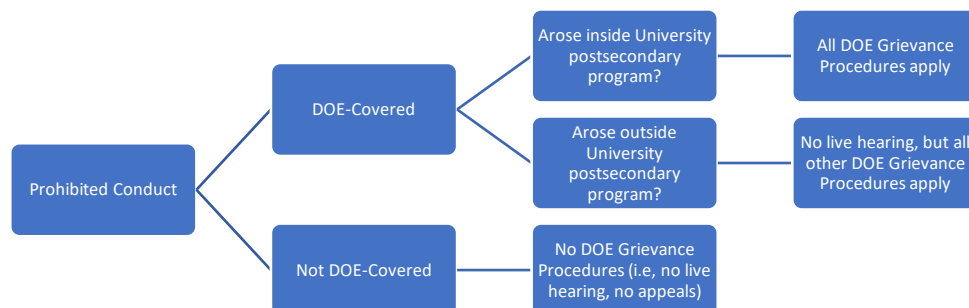 Prohibited Conduct
DOE-Covered
Arose inside University
postsecondary
program?
All DOE Grievance
Procedures apply
Arose outside
University
postsecondary
program?
No live hearing, but all
other DOE Grievance
Procedures apply
Not DOE-Covered
No DOE Grievance
Procedures (i.e, no live
hearing, no appeals)